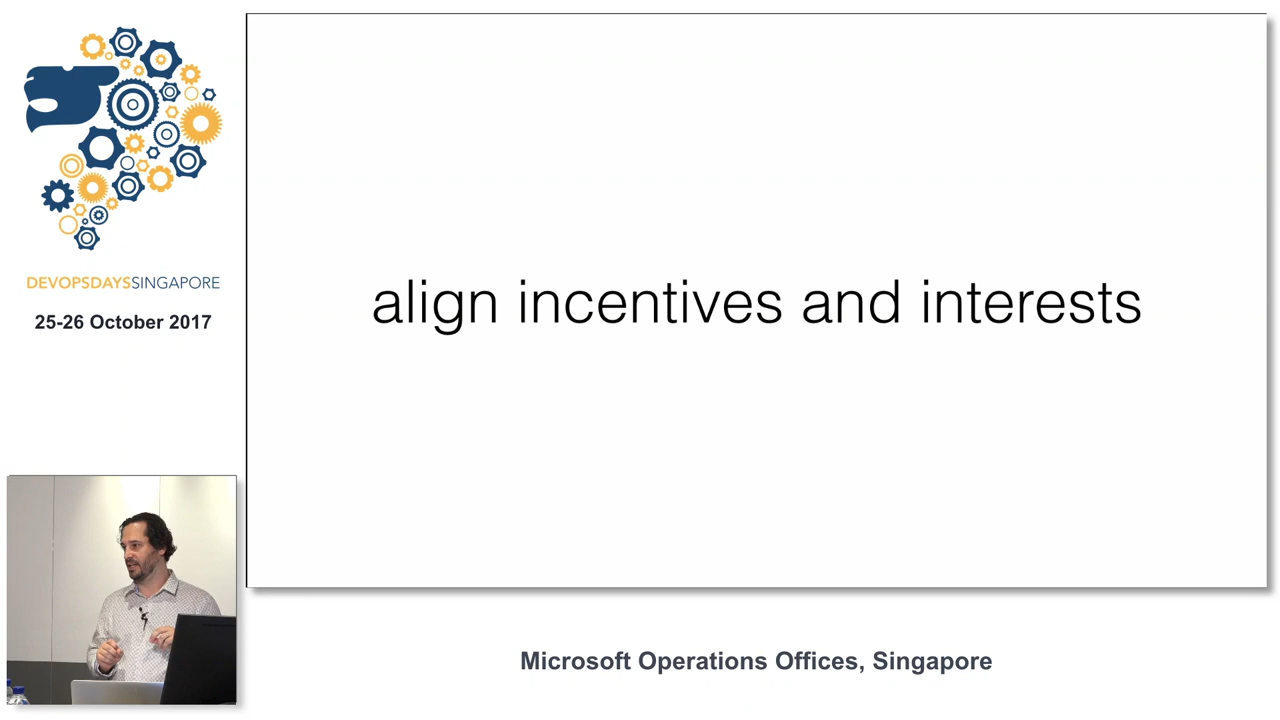 DEVOPSDAYSSINGAPORE
25-26 October 2017
align incentives and interests
Microsoft Operations Offices, Singapore